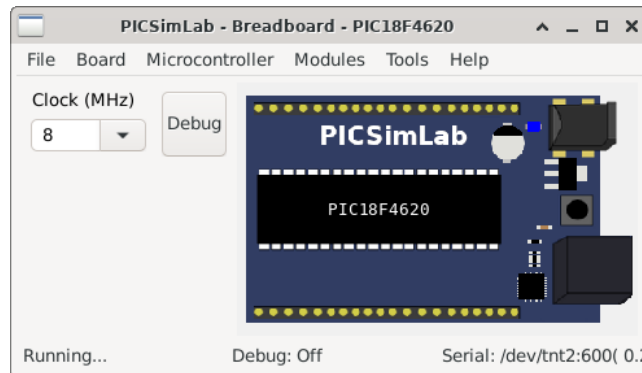 PICSimLab - Breadboard - PIC18F4620
File Board Microcontroller Modules Tools Help
Clock (MHz)
8
Debug
PICSimLab
PIC18F4620
Running...
Debug: Off
Serial: /dev/tnt2:600( 0.2